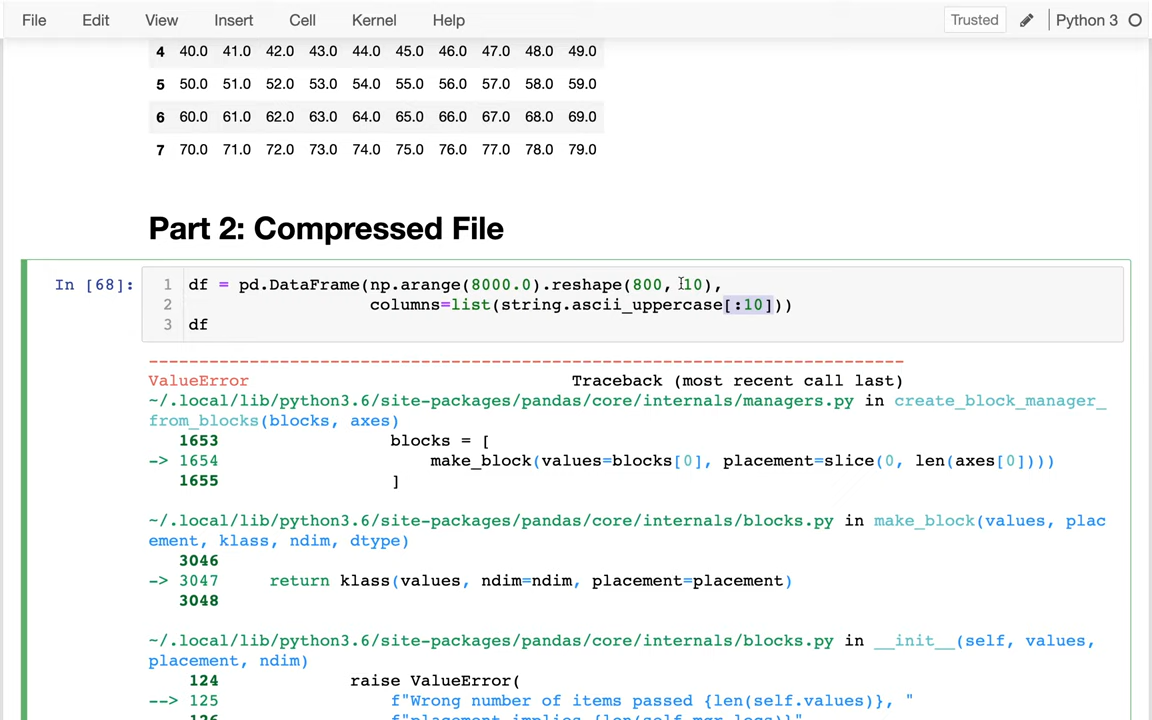 File Edit View Insert Cell Kernel Help Trusted Python 3
4 40.0 41.0 42.0 43.0 44.0 45.0 46.0 47.0 48.0 49.0
5 50.0 51.0 52.0 53.0 54.0 55.0 56.0 57.0 58.0 59.0
6 60.0 61.0 62.0 63.0 64.0 65.0 66.0 67.0 68.0 69.0
7 70.0 71.0 72.0 73.0 74.0 75.0 76.0 77.0 78.0 79.0
Part 2: Compressed File
In [68]: 1 df = pd.DataFrame(np.arange(8000.0).reshape(800, 10),
2 columns=list(string.ascii_uppercase[:10]))
3 df
---------------------------------------------------------------------------
ValueError Traceback (most recent call last)
~/.local/lib/python3.6/site-packages/pandas/core/internals/managers.py in create_block_manager_
from_blocks(blocks, axes)
1653 blocks = [
-> 1654 make_block(values=blocks[0], placement=slice(0, len(axes[0])))
1655 ]
~/.local/lib/python3.6/site-packages/pandas/core/internals/blocks.py in make_block(values, plac
ement, klass, ndim, dtype)
3046
-> 3047 return klass(values, ndim=ndim, placement=placement)
3048
~/.local/lib/python3.6/site-packages/pandas/core/internals/blocks.py in __init__(self, values,
placement, ndim)
124 raise ValueError(
--> 125 f"Wrong number of items passed {len(self.values)}, "
126 f"placement implies {len(self.mgr_locs)}"